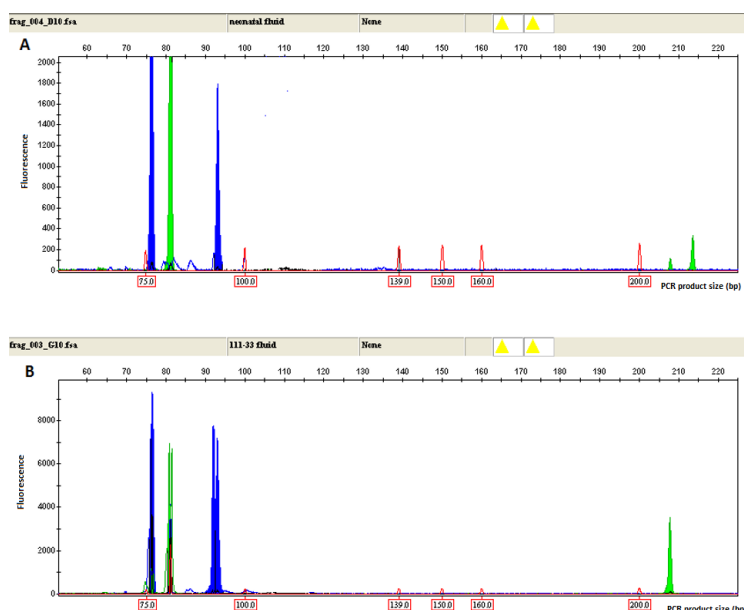 frag_004_D10.fsa neonatal fluid None
A
60 70 80 90 100 110 120 130 140 150 160 170 180 190 200 210 220
2000
1800
1600
1400
1200
1000
800
600
400
200
0
Fluorescence
75.0 100.0 139.0 150.0 160.0 200.0 PCR product size (bp)
frag_003_G10.fsa 111-33 fluid None
B
60 70 80 90 100 110 120 130 140 150 160 170 180 190 200 210 220
8000
6000
4000
2000
0
Fluorescence
75.0 100.0 139.0 150.0 160.0 200.0 PCR product size (bp